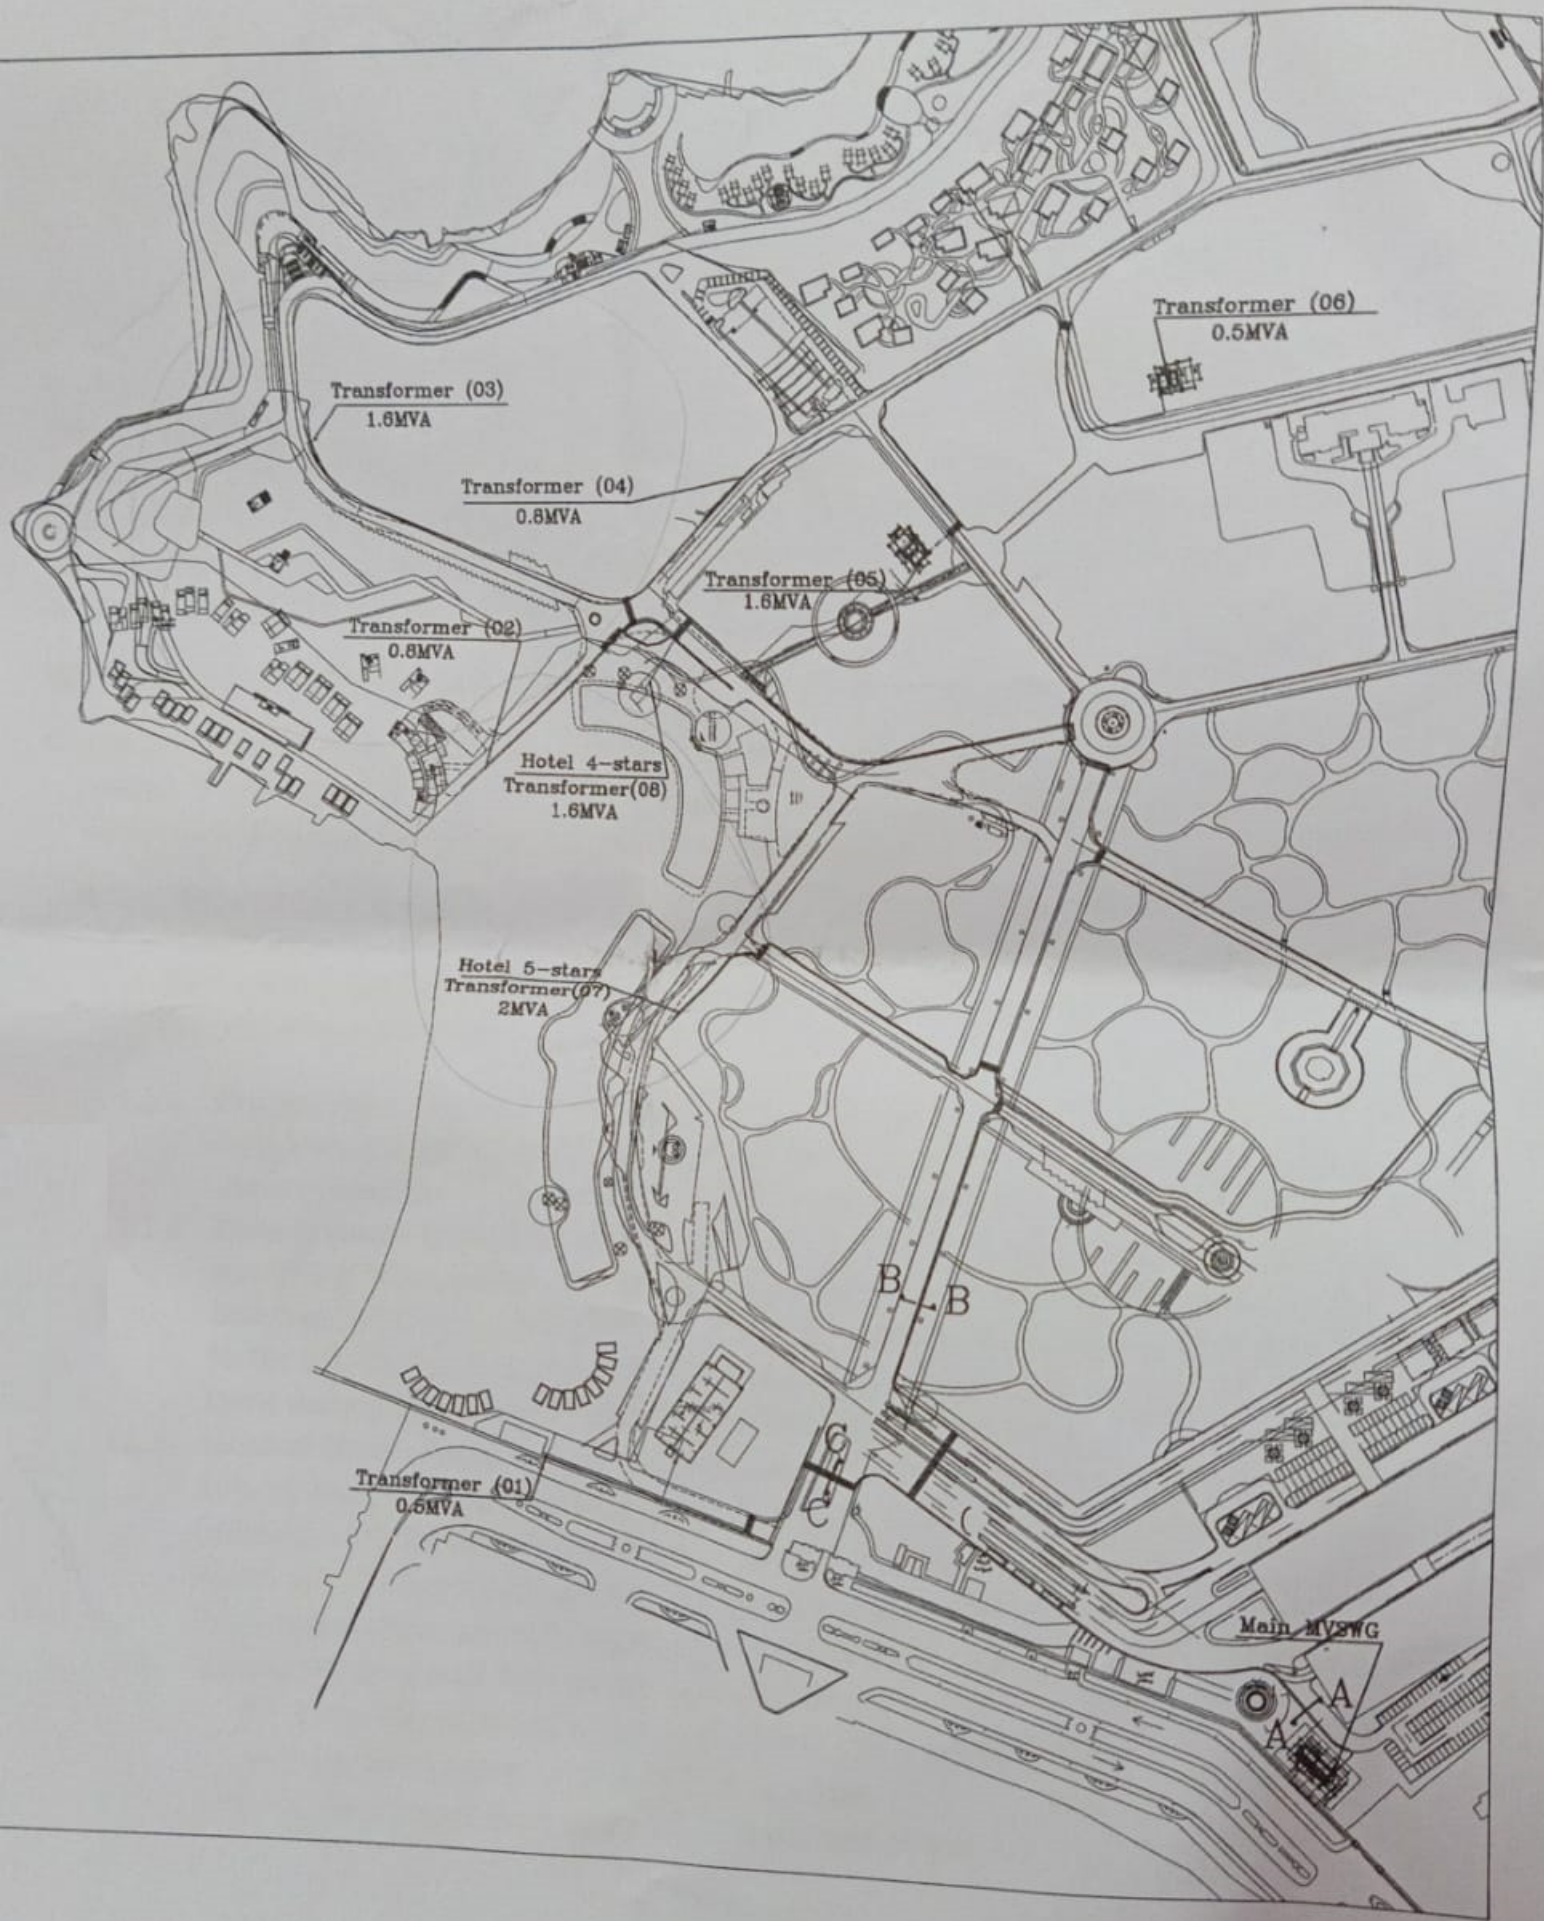 Transformer (06)
0.5MVA
Transformer (03)
1.6MVA
Transformer (04)
0.8MVA
Transformer (05)
1.6MVA
Transformer (02)
0.8MVA
Hotel 4-stars
Transformer(08)
1.6MVA
Hotel 5-stars
Transformer(07)
2MVA
B
B
C
C
Transformer (01)
0.5MVA
Main MVSWG
A
A